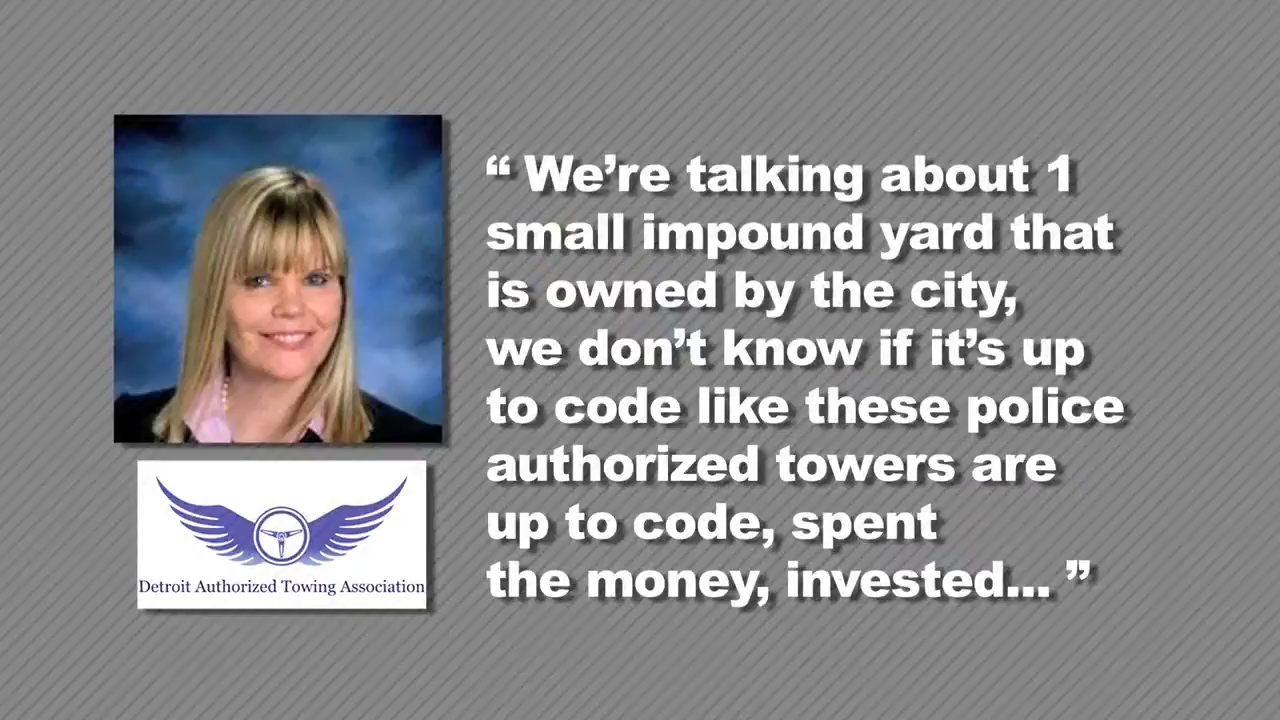 “ We’re talking about 1
small impound yard that
is owned by the city,
we don’t know if it’s up
to code like these police
authorized towers are
up to code, spent
the money, invested... ”
Detroit Authorized Towing Association